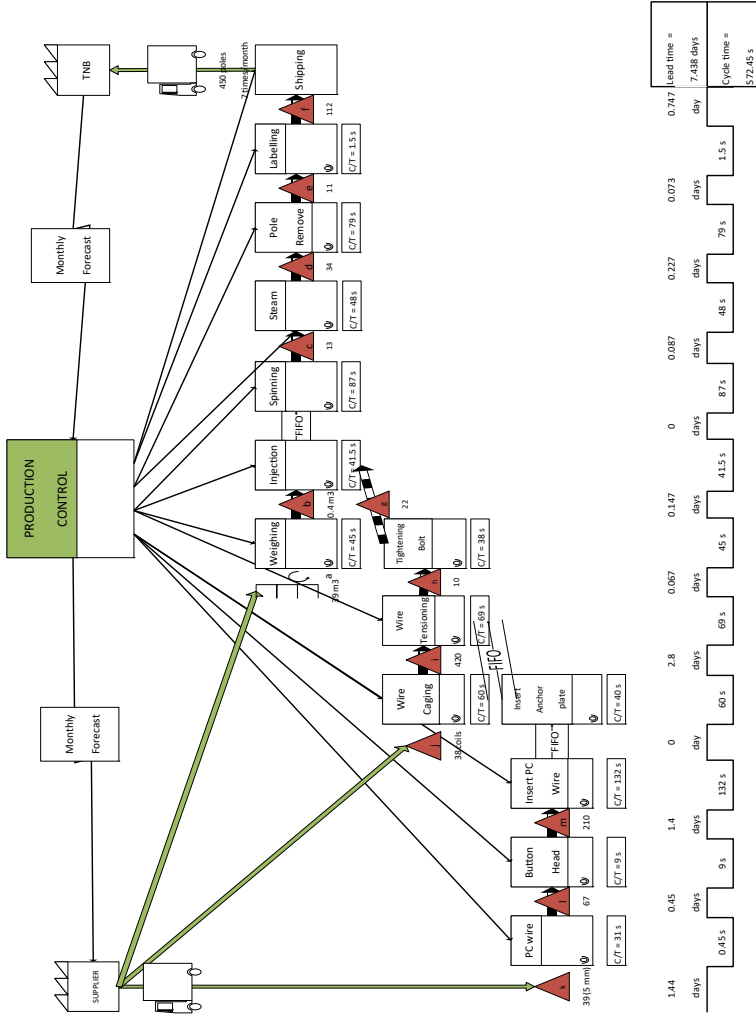 SUPPLIER
Monthly
Forecast
PRODUCTION
CONTROL
Monthly
Forecast
TNB
450 poles
7 times/month
39 m3
a
Weighing
C/T = 45 s
b
0.4 m3
Injection
C/T = 41.5 s
FIFO
Spinning
C/T = 87 s
c
13
Steam
C/T = 48s
d
34
Pole
Remove
C/T = 79 s
e
11
Labelling
C/T = 1.5 s
f
112
Shipping
j
38 coils
Wire
Caging
C/T = 60 s
i
420
Wire
Tensioning
C/T = 69 s
h
10
Tightening
Bolt
C/T = 38 s
g
22
FIFO
k
39 (5 mm)
PC wire
C/T = 31 s
l
67
Button
Head
C/T = 9 s
m
210
Insert PC
Wire
C/T = 132 s
FIFO
Insert
Anchor
plate
C/T = 40 s
1.44
days
0.45 s
0.45
days
9 s
1.4
days
132 s
0
day
60 s
2.8
days
69 s
0.067
days
45 s
0.147
days
41.5 s
0
days
87 s
0.087
days
48 s
0.227
days
79 s
0.073
days
1.5 s
0.747
day
Lead time =
7.438 days
Cycle time =
572.45 s